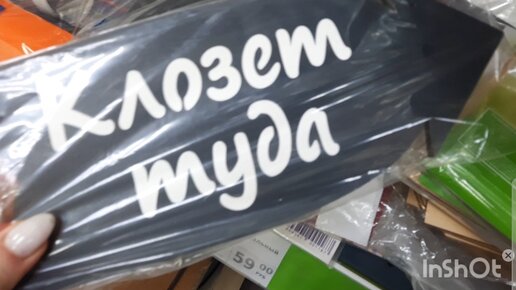 Клозет
туда
59 00
InShOt